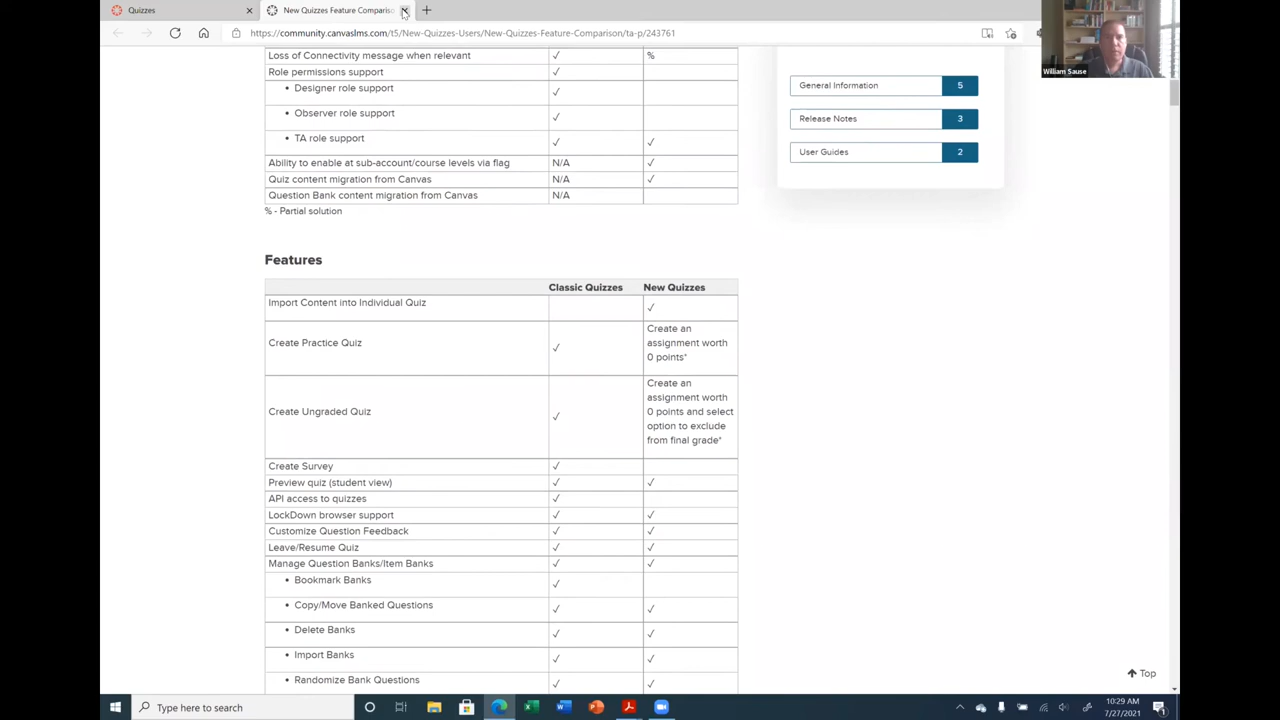 Quizzes
New Quizzes Feature Compariso
https://community.canvaslms.com/t5/New-Quizzes-Users/New-Quizzes-Feature-Comparison/ta-p/243761
William Sause
Loss of Connectivity message when relevant ✓ %
Role permissions support ✓
• Designer role support ✓
• Observer role support ✓
• TA role support ✓ ✓
Ability to enable at sub-account/course levels via flag N/A ✓
Quiz content migration from Canvas N/A ✓
Question Bank content migration from Canvas N/A
% - Partial solution
General Information 5
Release Notes 3
User Guides 2
Features
Classic Quizzes New Quizzes
Import Content into Individual Quiz ✓
Create Practice Quiz ✓ Create an
assignment worth
0 points*
Create Ungraded Quiz ✓ Create an
assignment worth
0 points and select
option to exclude
from final grade*
Create Survey ✓
Preview quiz (student view) ✓ ✓
API access to quizzes ✓
LockDown browser support ✓ ✓
Customize Question Feedback ✓ ✓
Leave/Resume Quiz ✓ ✓
Manage Question Banks/Item Banks ✓ ✓
• Bookmark Banks ✓
• Copy/Move Banked Questions ✓ ✓
• Delete Banks ✓ ✓
• Import Banks ✓ ✓
• Randomize Bank Questions ✓ ✓
Top
Type here to search
10:29 AM
7/27/2021
1